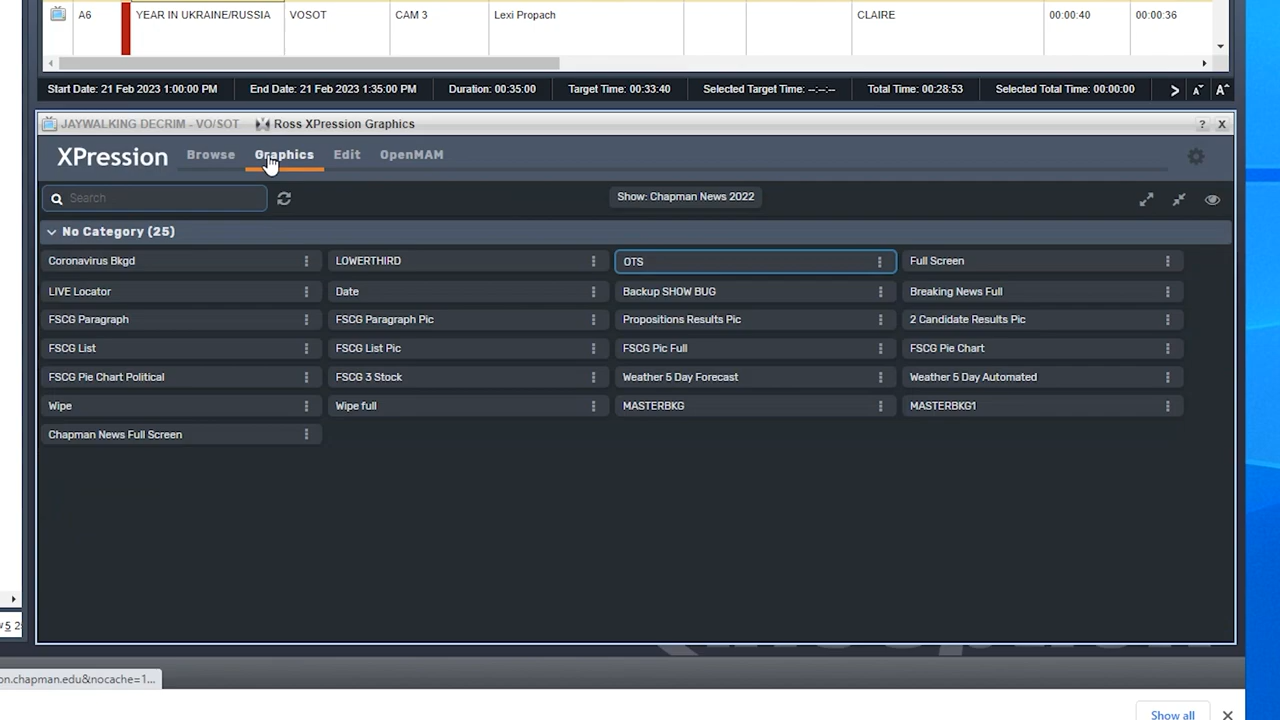 A6 YEAR IN UKRAINE/RUSSIA VOSOT CAM 3 Lexi Propach CLAIRE 00:00:40 00:00:36
Start Date: 21 Feb 2023 1:00:00 PM End Date: 21 Feb 2023 1:35:00 PM Duration: 00:35:00 Target Time: 00:33:40 Selected Target Time: --:--:-- Total Time: 00:28:53 Selected Total Time: 00:00:00 > A A
JAYWALKING DECRIM - VO/SOT Ross XPression Graphics ? X
XPression Browse Graphics Edit OpenMAM
Search Show: Chapman News 2022
No Category (25)
Coronavirus Bkgd LOWERTHIRD OTS Full Screen
LIVE Locator Date Backup SHOW BUG Breaking News Full
FSCG Paragraph FSCG Paragraph Pic Propositions Results Pic 2 Candidate Results Pic
FSCG List FSCG List Pic FSCG Pic Full FSCG Pie Chart
FSCG Pie Chart Political FSCG 3 Stock Weather 5 Day Forecast Weather 5 Day Automated
Wipe Wipe full MASTERBKG MASTERBKG1
Chapman News Full Screen
on.chapman.edu&nocache=1...
Show all